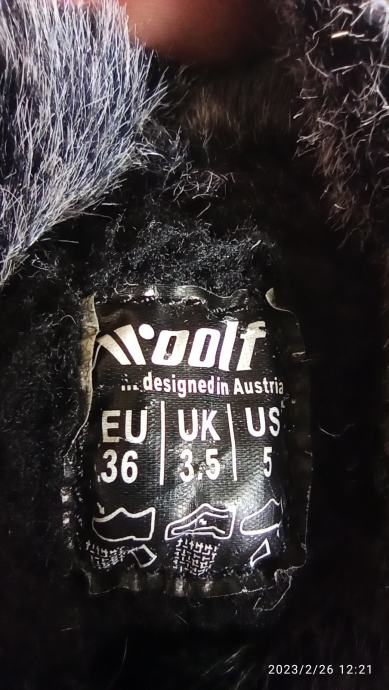 Woolf
... designed in Austria
EU UK US
36 3.5 5
2023/2/26 12:21